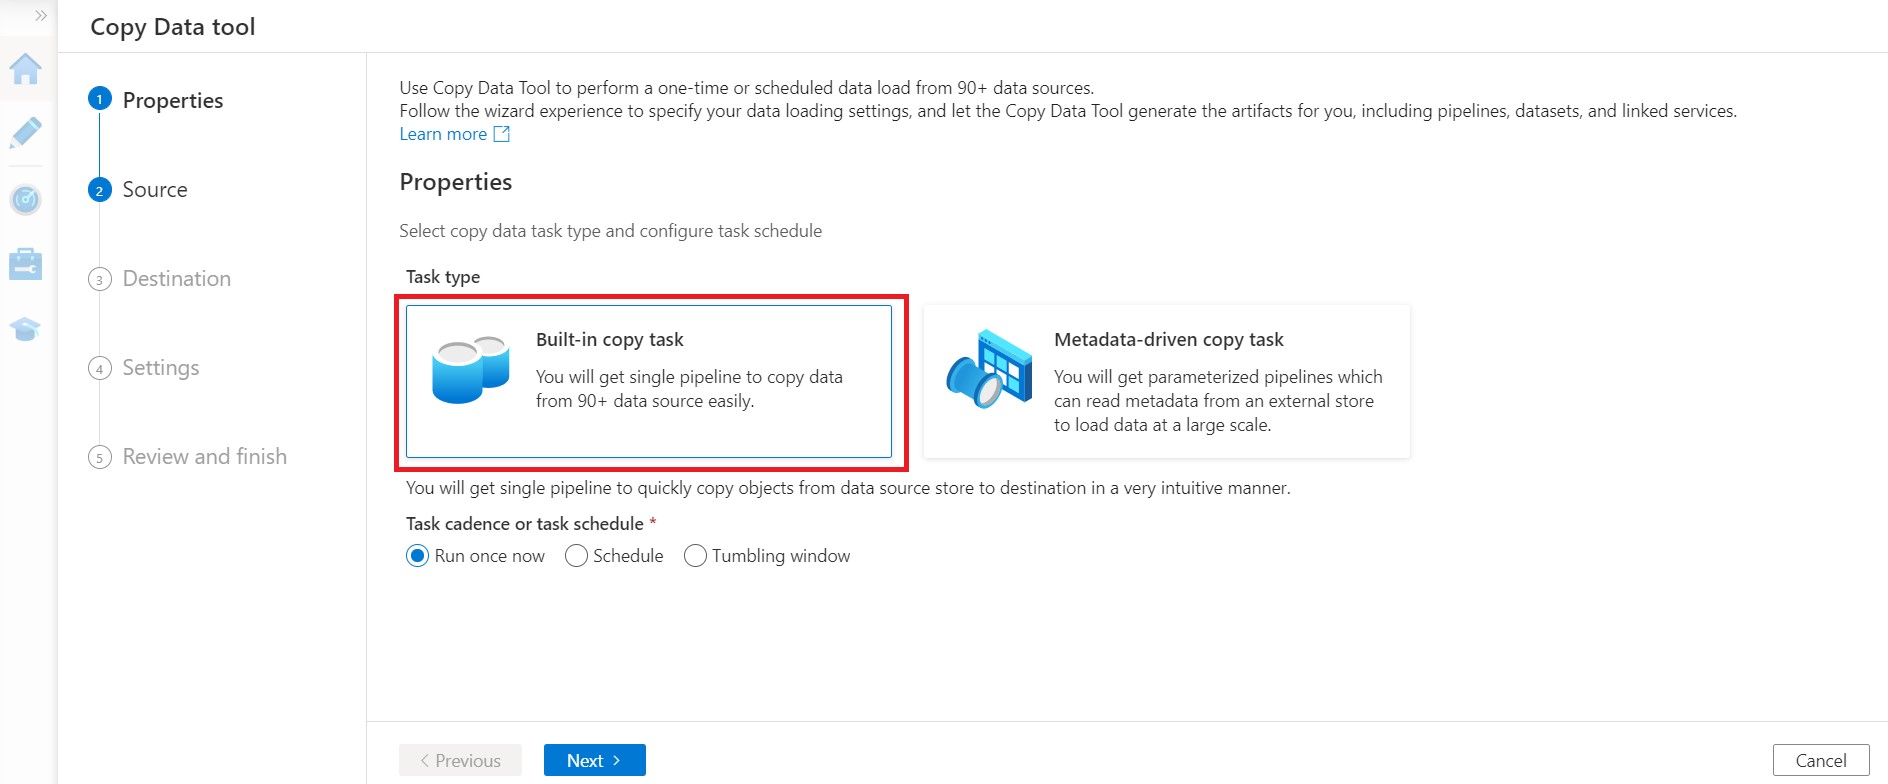 Copy Data tool
1 Properties
2 Source
3 Destination
4 Settings
5 Review and finish
Use Copy Data Tool to perform a one-time or scheduled data load from 90+ data sources.
Follow the wizard experience to specify your data loading settings, and let the Copy Data Tool generate the artifacts for you, including pipelines, datasets, and linked services.
Learn more
Properties
Select copy data task type and configure task schedule
Task type
Built-in copy task
You will get single pipeline to copy data
from 90+ data source easily.
Metadata-driven copy task
You will get parameterized pipelines which
can read metadata from an external store
to load data at a large scale.
You will get single pipeline to quickly copy objects from data source store to destination in a very intuitive manner.
Task cadence or task schedule *
Run once now Schedule Tumbling window
< Previous Next > Cancel